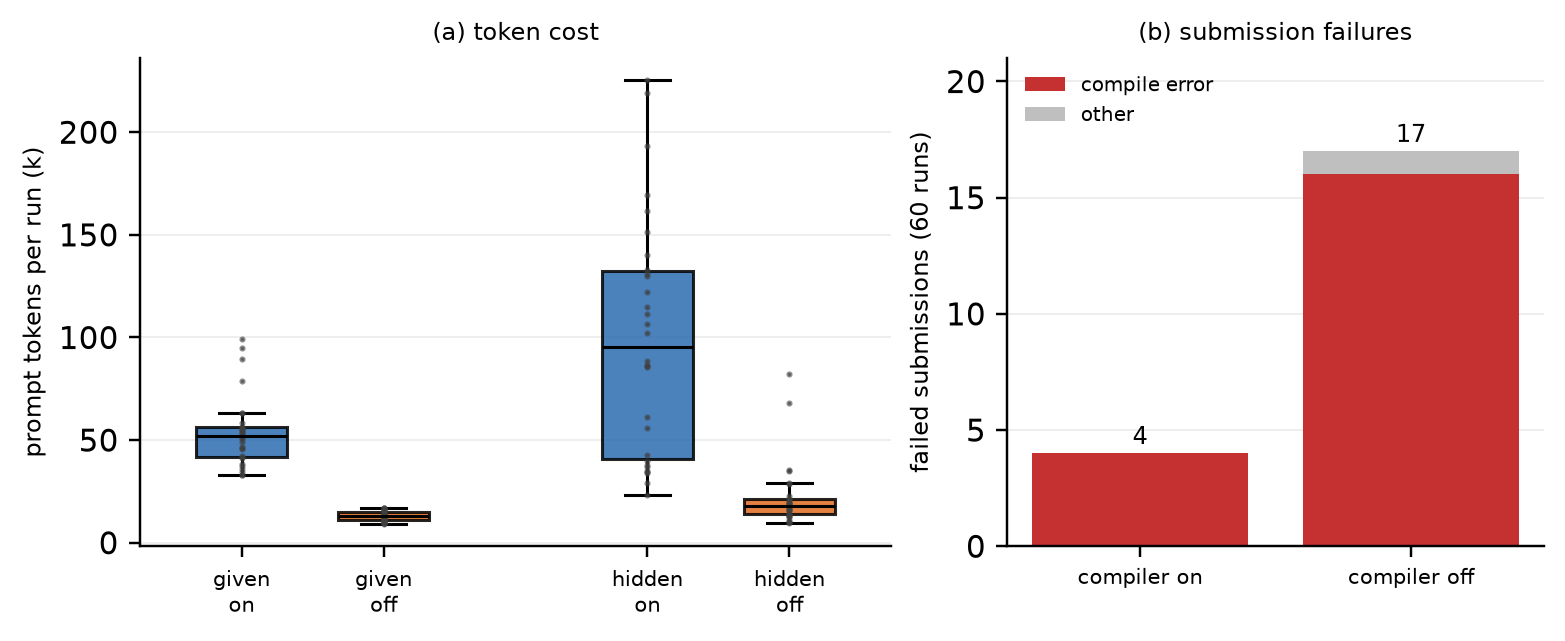 (a) token cost
prompt tokens per run (k)
200
150
100
50
0
given
on
given
off
hidden
on
hidden
off
(b) submission failures
failed submissions (60 runs)
20
15
10
5
0
compile error
other
4
17
compiler on
compiler off